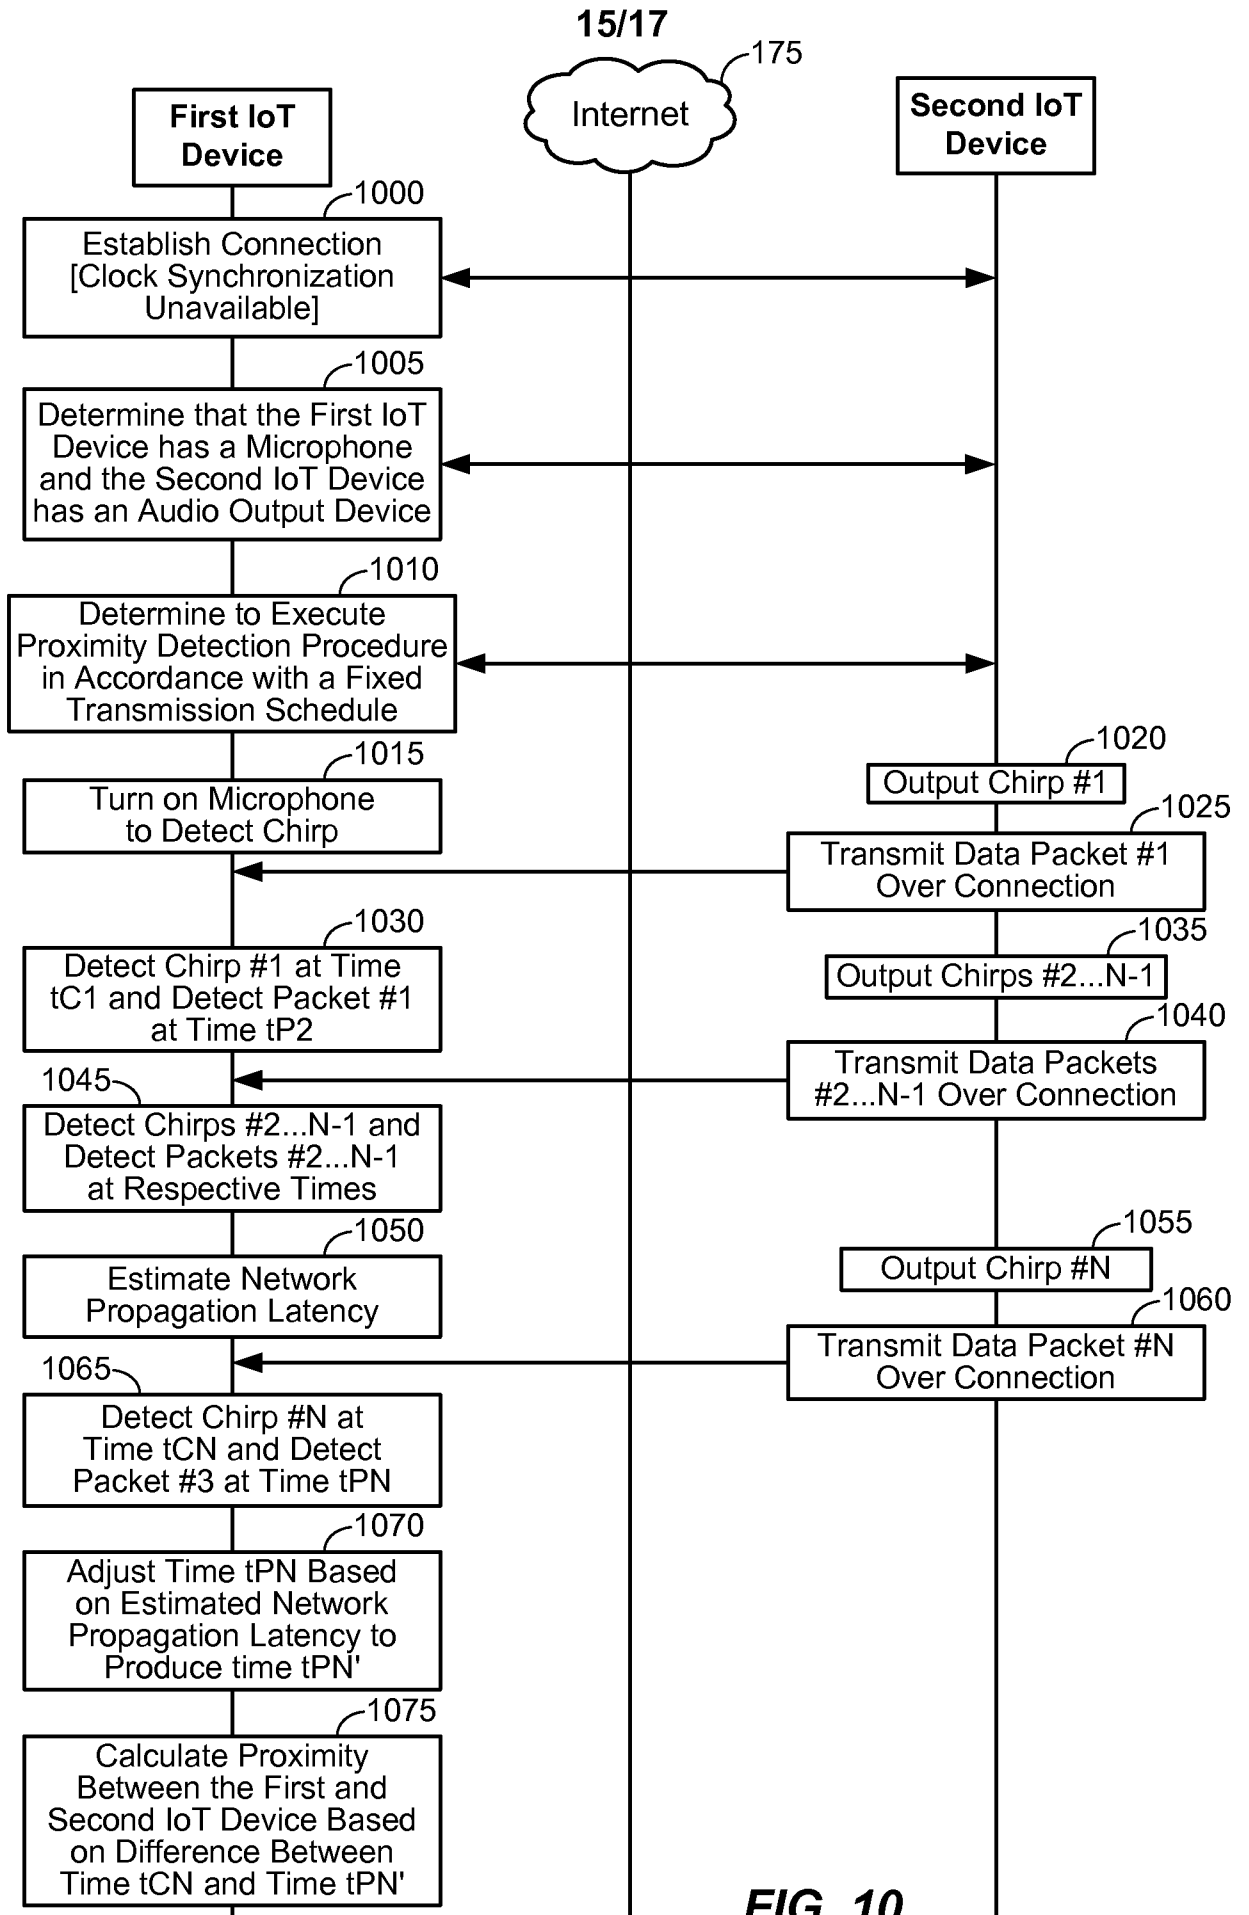 15/17
175
Internet
First IoT
Device
Second IoT
Device
1000
Establish Connection
[Clock Synchronization
Unavailable]
1005
Determine that the First IoT
Device has a Microphone
and the Second IoT Device
has an Audio Output Device
1010
Determine to Execute
Proximity Detection Procedure
in Accordance with a Fixed
Transmission Schedule
1015
Turn on Microphone
to Detect Chirp
1020
Output Chirp #1
1025
Transmit Data Packet #1
Over Connection
1030
Detect Chirp #1 at Time
tC1 and Detect Packet #1
at Time tP2
1035
Output Chirps #2...N-1
1040
Transmit Data Packets
#2...N-1 Over Connection
1045
Detect Chirps #2...N-1 and
Detect Packets #2...N-1
at Respective Times
1050
Estimate Network
Propagation Latency
1055
Output Chirp #N
1060
Transmit Data Packet #N
Over Connection
1065
Detect Chirp #N at
Time tCN and Detect
Packet #3 at Time tPN
1070
Adjust Time tPN Based
on Estimated Network
Propagation Latency to
Produce time tPN'
1075
Calculate Proximity
Between the First and
Second IoT Device Based
on Difference Between
Time tCN and Time tPN'
FIG. 10